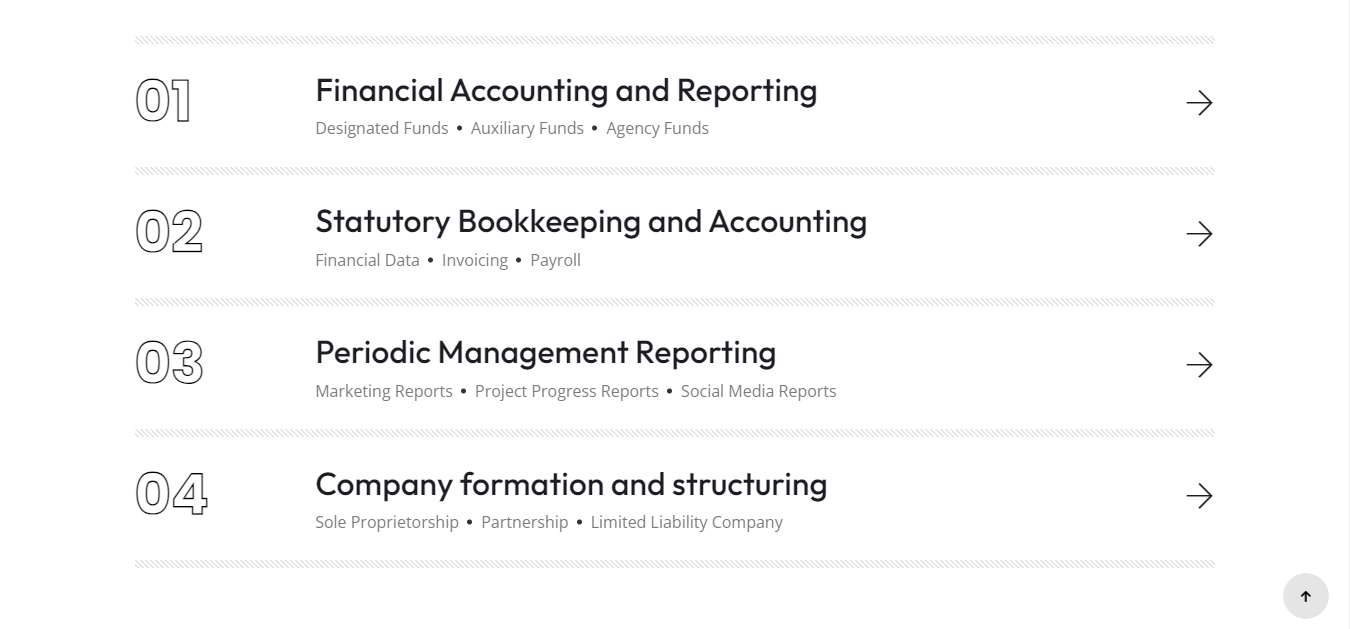 01
Financial Accounting and Reporting
Designated Funds • Auxiliary Funds • Agency Funds
02
Statutory Bookkeeping and Accounting
Financial Data • Invoicing • Payroll
03
Periodic Management Reporting
Marketing Reports • Project Progress Reports • Social Media Reports
04
Company formation and structuring
Sole Proprietorship • Partnership • Limited Liability Company